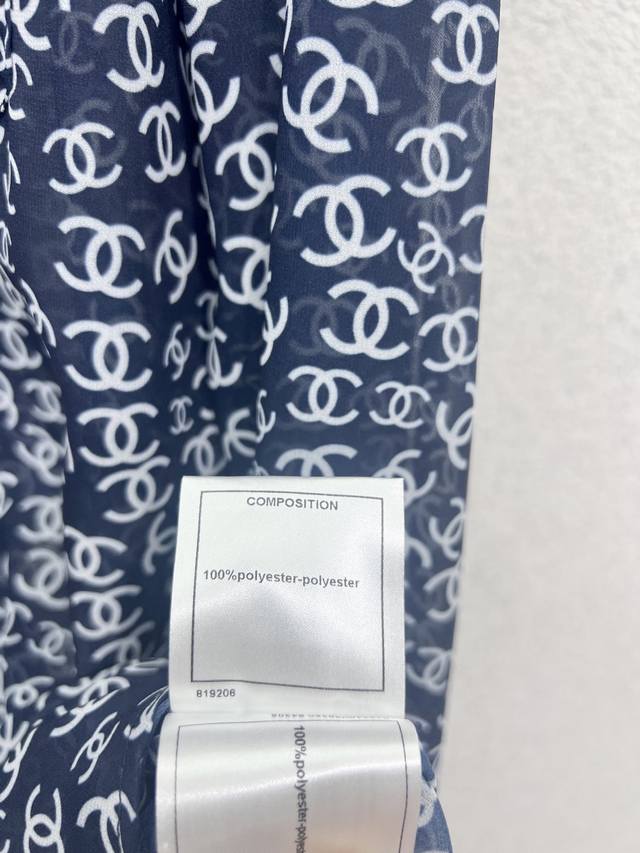 COMPOSITION
100%polyester-polyester
819206
100%polyester-polyes